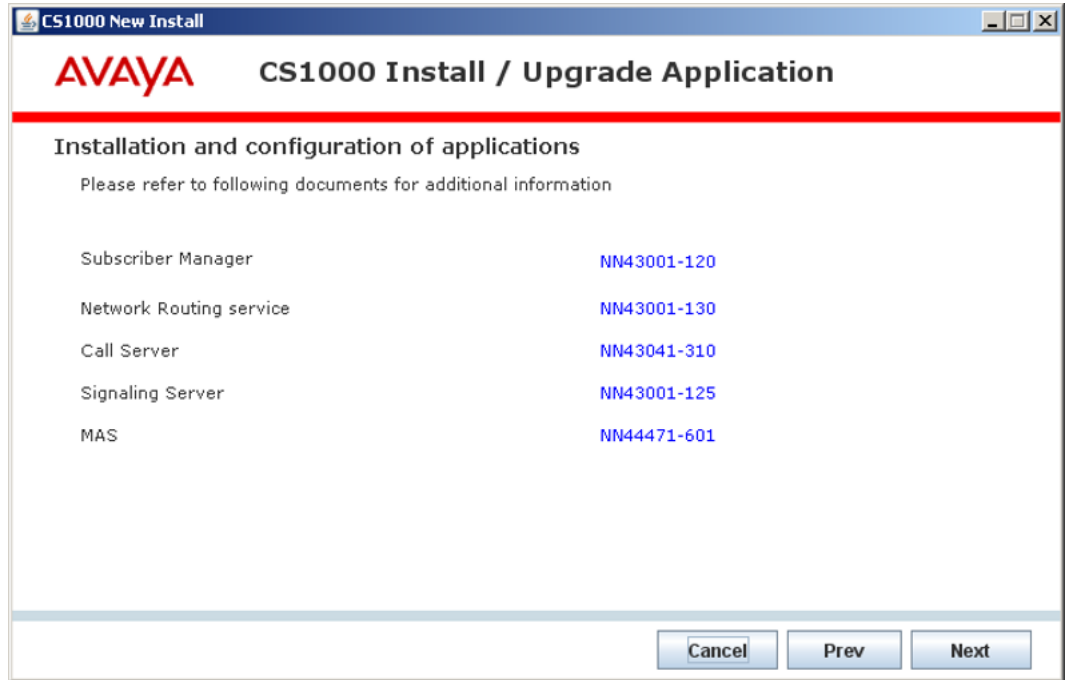 CS1000 New Install
AVAYA CS1000 Install / Upgrade Application
Installation and configuration of applications
Please refer to following documents for additional information
Subscriber Manager NN43001-120
Network Routing service NN43001-130
Call Server NN43041-310
Signaling Server NN43001-125
MAS NN44471-601
Cancel Prev Next